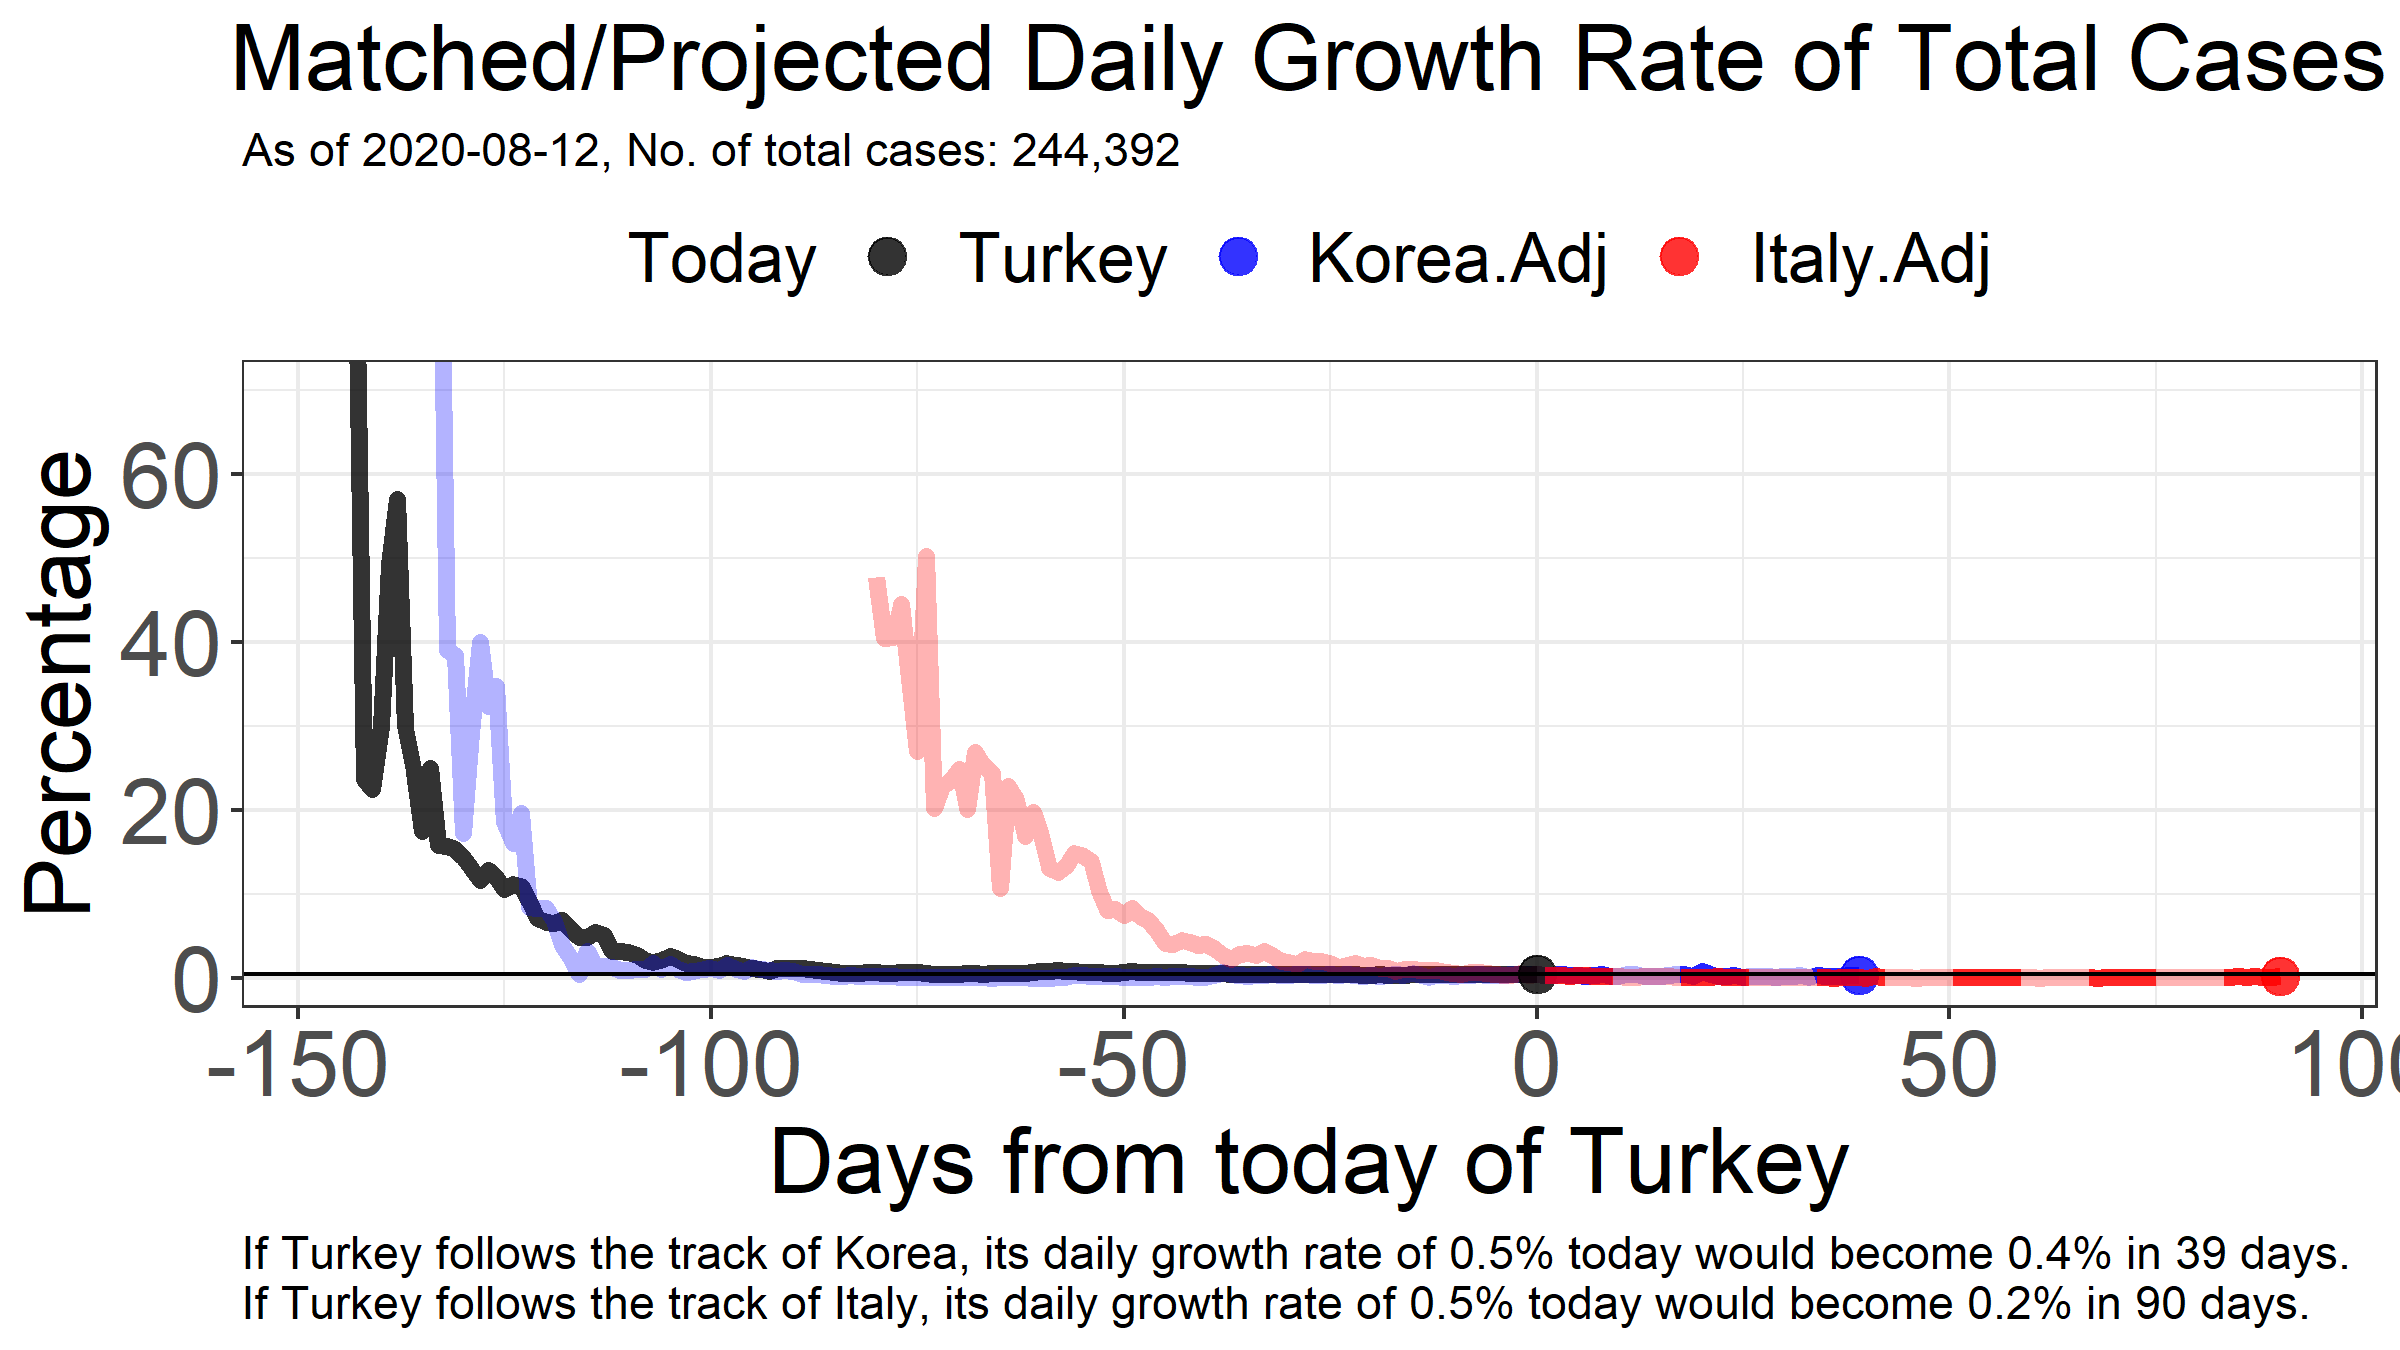 Matched/Projected Daily Growth Rate of Total Cases
As of 2020-08-12, No. of total cases: 244,392
Today Turkey Korea.Adj Italy.Adj
Percentage
60
40
20
0
-150 -100 -50 0 50 100
Days from today of Turkey
If Turkey follows the track of Korea, its daily growth rate of 0.5% today would become 0.4% in 39 days.
If Turkey follows the track of Italy, its daily growth rate of 0.5% today would become 0.2% in 90 days.